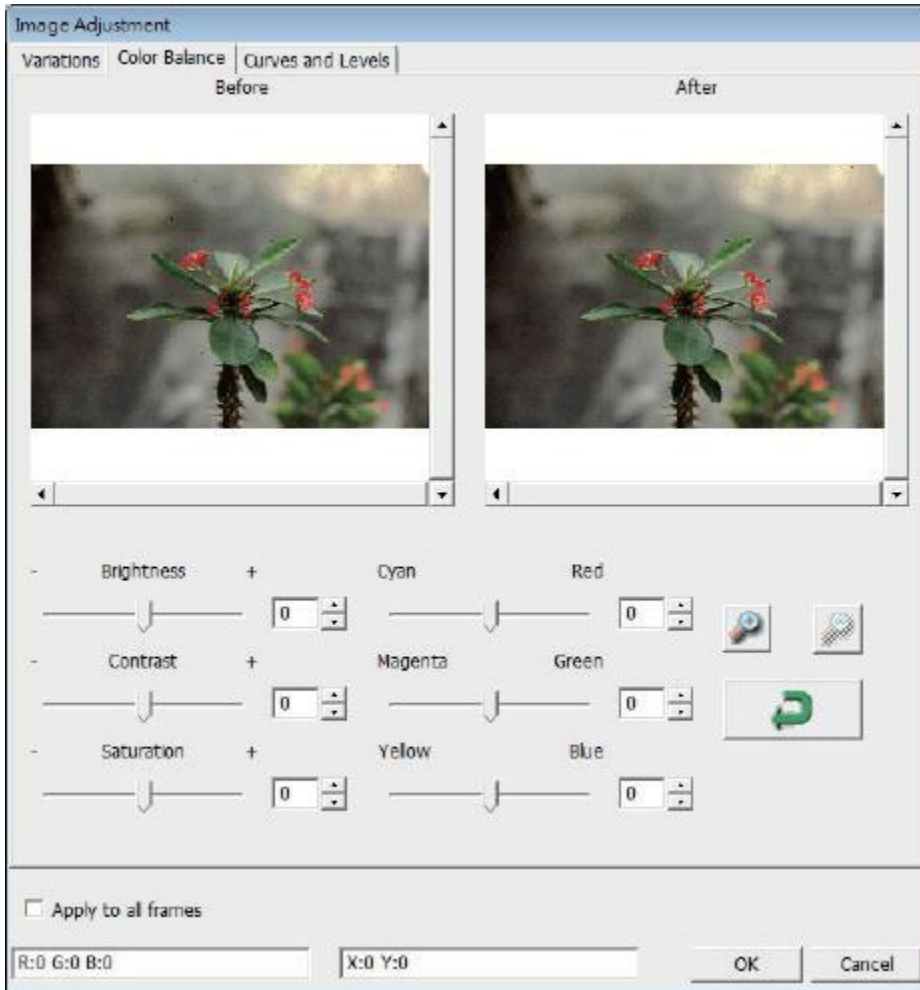 Image Adjustment
Variations Color Balance Curves and Levels
Before After
- Brightness + Cyan Red
0 0
- Contrast + Magenta Green
0 0
- Saturation + Yellow Blue
0 0
Apply to all frames
R:0 G:0 B:0 X:0 Y:0 OK Cancel